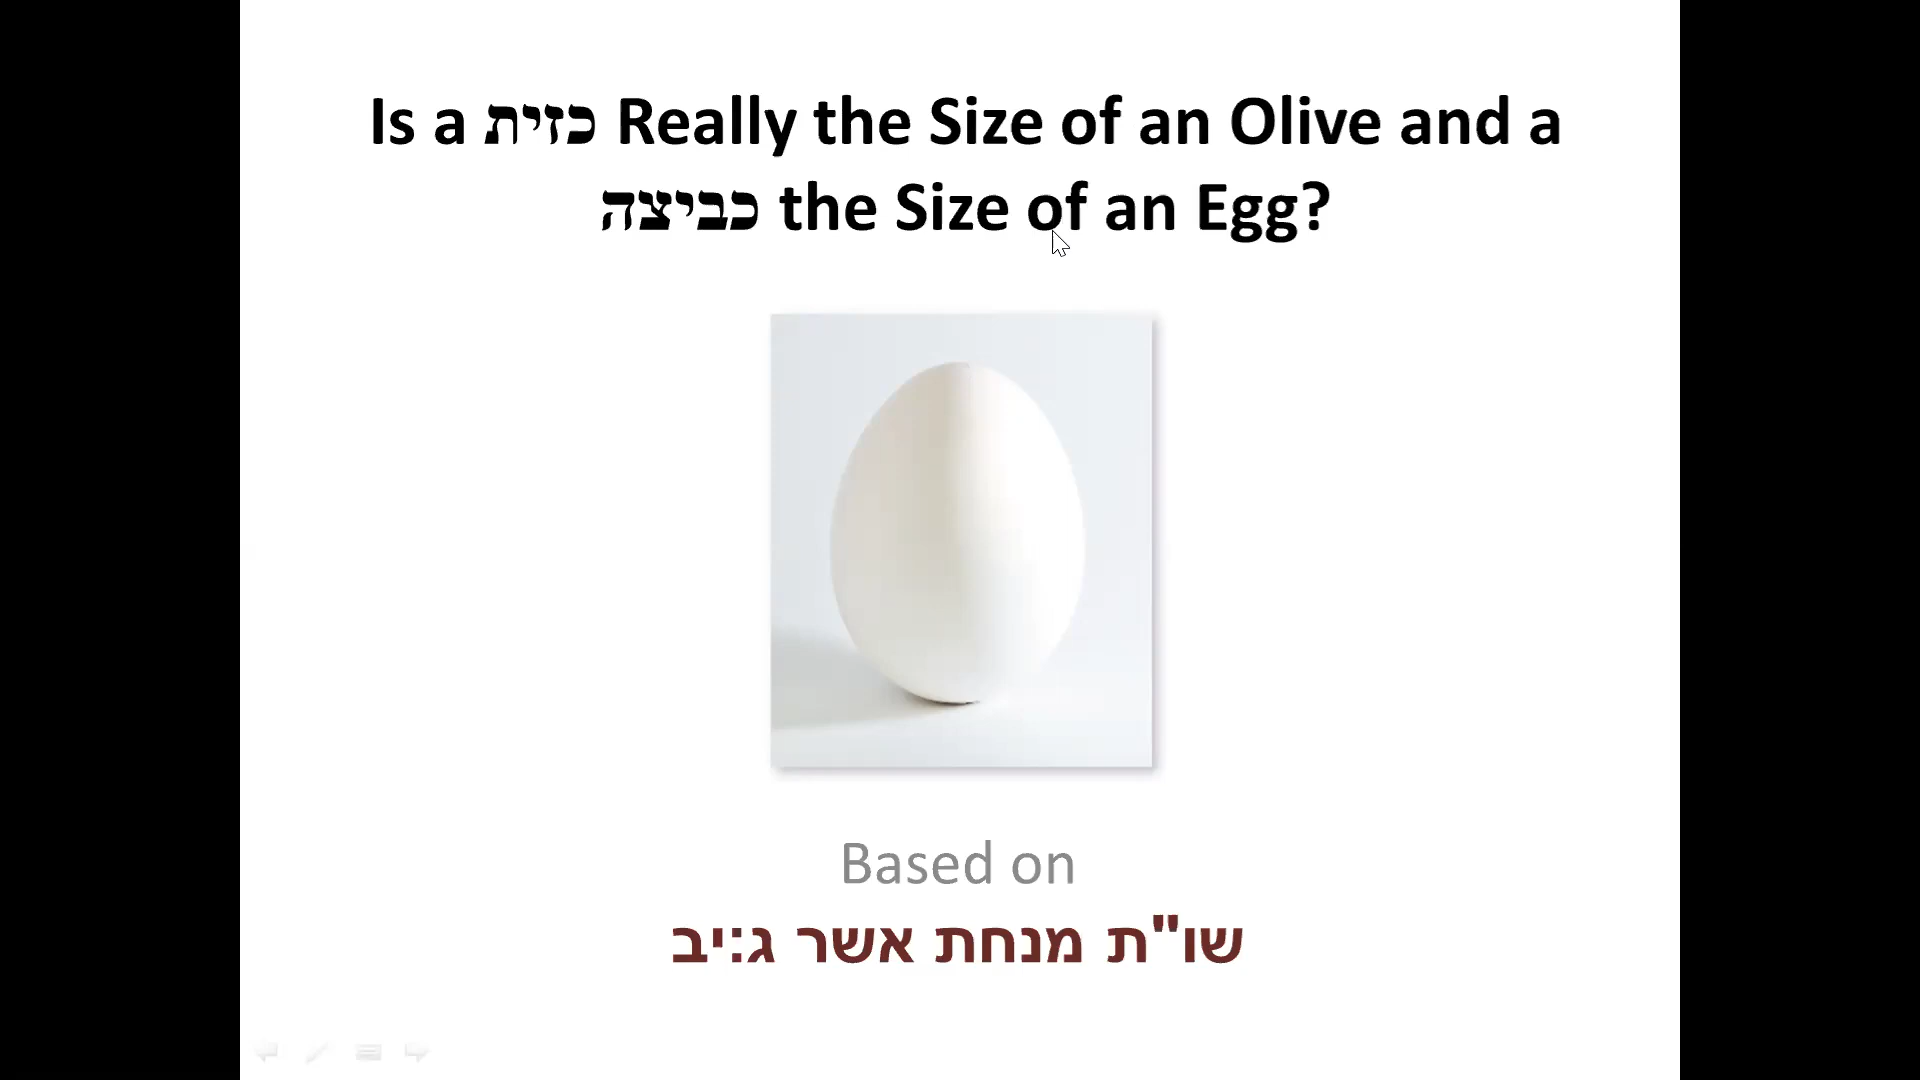 Is a כזית Really the Size of an Olive and a
כביצה the Size of an Egg?
Based on
שו"ת מנחת אשר ג:יב